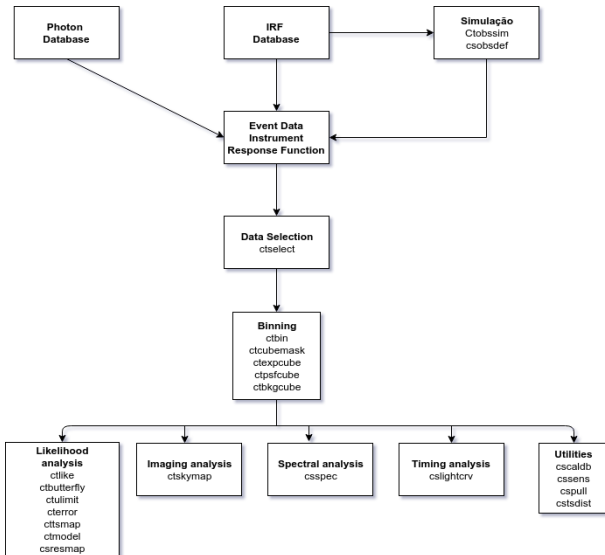 Photon
Database
IRF
Database
Simulação
Ctobssim
csobsdef
Event Data
Instrument
Response Function
Data Selection
ctselect
Binning
ctbin
ctcubemask
ctexpcube
ctpsfcube
ctbkgcube
Likelihood
analysis
ctlike
ctbutterfly
ctulimit
cterror
cttsmap
ctmodel
csresmap
Imaging analysis
ctskymap
Spectral analysis
csspec
Timing analysis
cslightcrv
Utilities
cscaldb
cssens
cspull
cstsdist